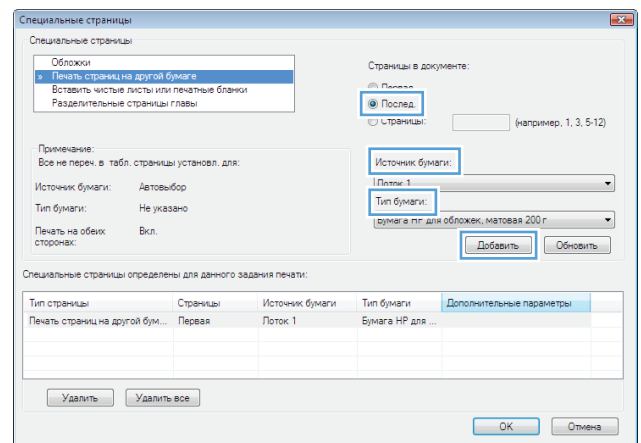 Специальные страницы
Специальные страницы
Обложки
» Печать страниц на другой бумаге
Вставить чистые листы или печатные бланки
Разделительные страницы главы
Страницы в документе:
Первая
Послед.
Страницы:
(например, 1, 3, 5-12)
Примечание:
Все не переч. в табл. страницы установл. для:
Источник бумаги: Автовыбор
Тип бумаги: Не указано
Печать на обеих сторонах: Вкл.
Источник бумаги:
Лоток 1
Тип бумаги:
Бумага HP для обложек, матовая 200 г
Добавить Обновить
Специальные страницы определены для данного задания печати:
Тип страницы Страницы Источник бумаги Тип бумаги Дополнительные параметры
Печать страниц на другой бум... Первая Лоток 1 Бумага HP для ...
Удалить Удалить все
OK Отмена